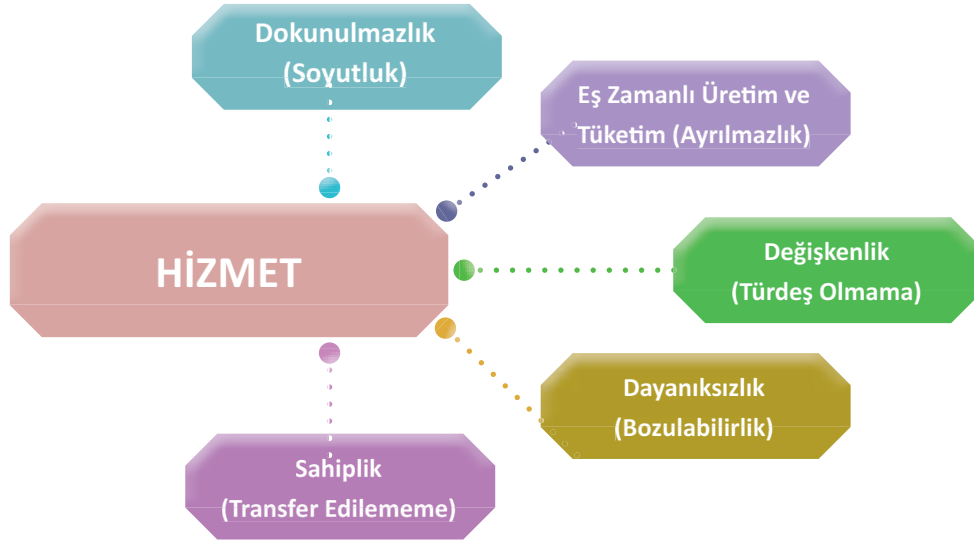 Dokunulmazlık
(Soyutluk)
Eş Zamanlı Üretim ve
Tüketim (Ayrılmazlık)
HİZMET
Değişkenlik
(Türdeş Olmama)
Dayanıksızlık
(Bozulabilirlik)
Sahiplik
(Transfer Edilememe)